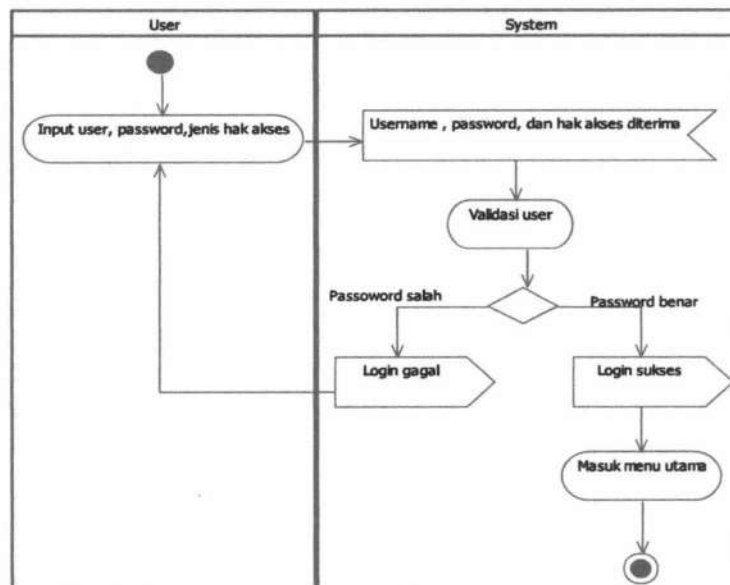 User
System
Input user, password,jenis hak akses
Username , password, dan hak akses diterima
Validasi user
Passoword salah
Password benar
Login gagal
Login sukses
Masuk menu utama